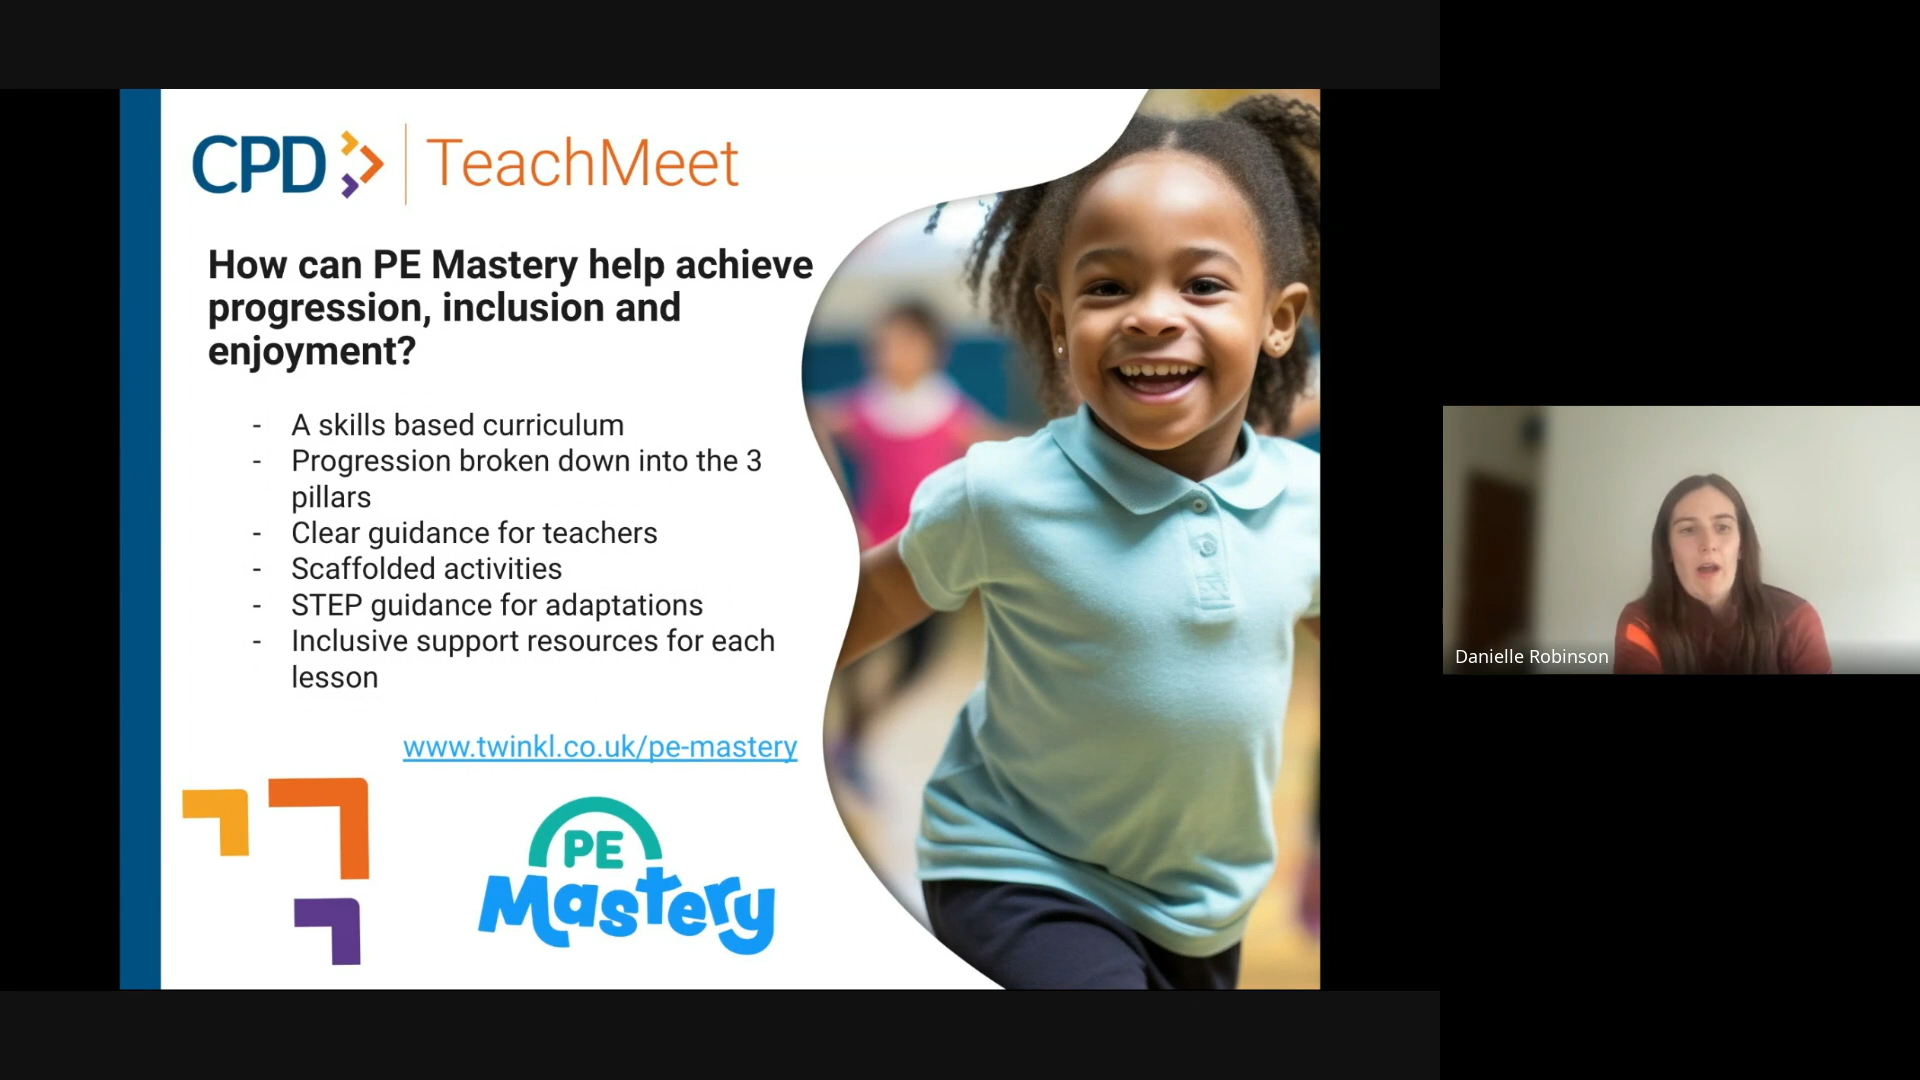 CPD TeachMeet
How can PE Mastery help achieve
progression, inclusion and
enjoyment?
- A skills based curriculum
- Progression broken down into the 3
pillars
- Clear guidance for teachers
- Scaffolded activities
- STEP guidance for adaptations
- Inclusive support resources for each
lesson
www.twinkl.co.uk/pe-mastery
PE
Mastery
Danielle Robinson